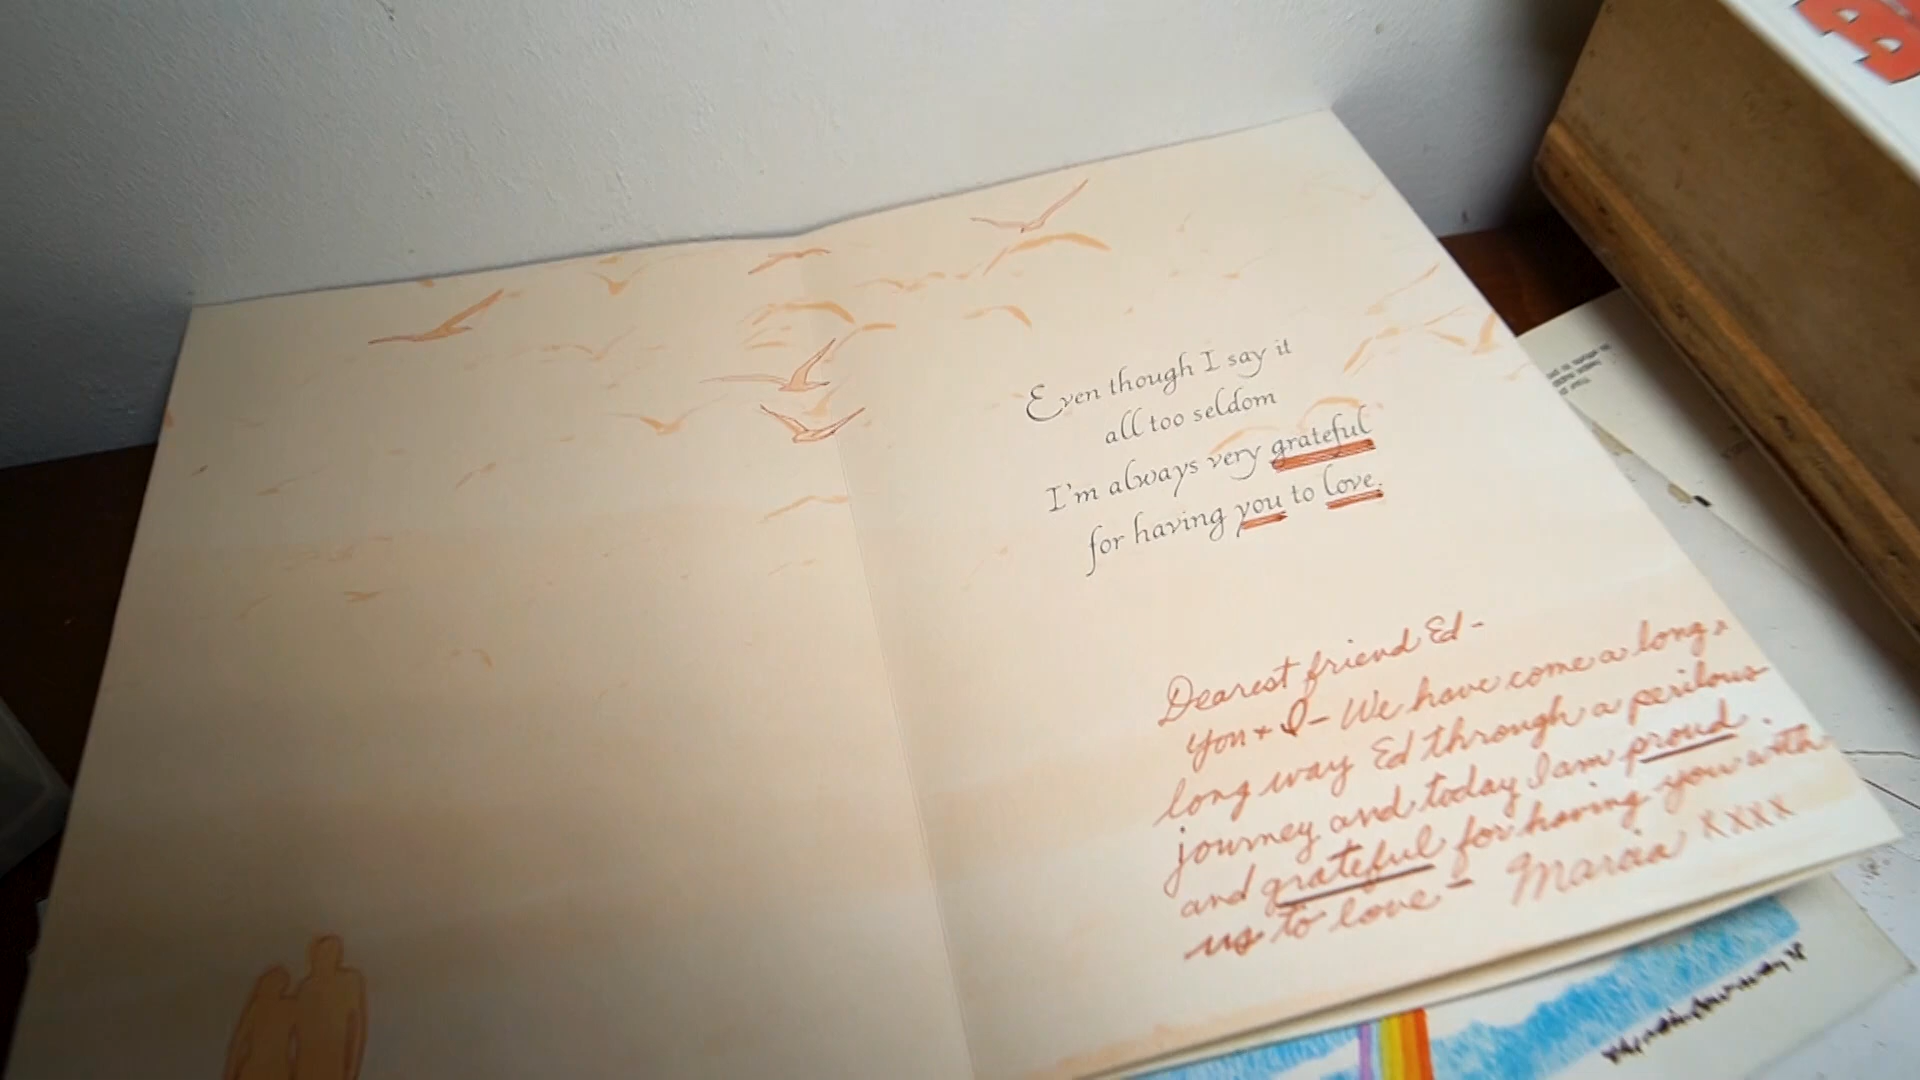 Even though I say it
all too seldom
I'm always very grateful
for having you to love.
Dearest friend Ed -
You + I - We have come a long,
long way Ed through a perilous
journey and today I am proud
and grateful for having you with
us to love - Marcia xxxx